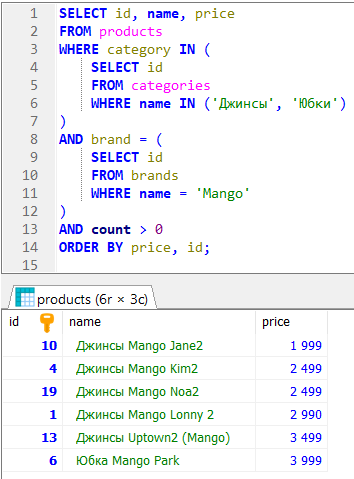 1 SELECT id, name, price
2 FROM products
3 WHERE category IN (
4 SELECT id
5 FROM categories
6 WHERE name IN ('Джинсы', 'Юбки')
7 )
8 AND brand = (
9 SELECT id
10 FROM brands
11 WHERE name = 'Mango'
12 )
13 AND count > 0
14 ORDER BY price, id;
15
products (6r × 3c)
id name price
10 Джинсы Mango Jane2 1 999
4 Джинсы Mango Kim2 2 499
19 Джинсы Mango Noa2 2 499
1 Джинсы Mango Lonny 2 2 990
13 Джинсы Uptown2 (Mango) 3 499
6 Юбка Mango Park 3 999